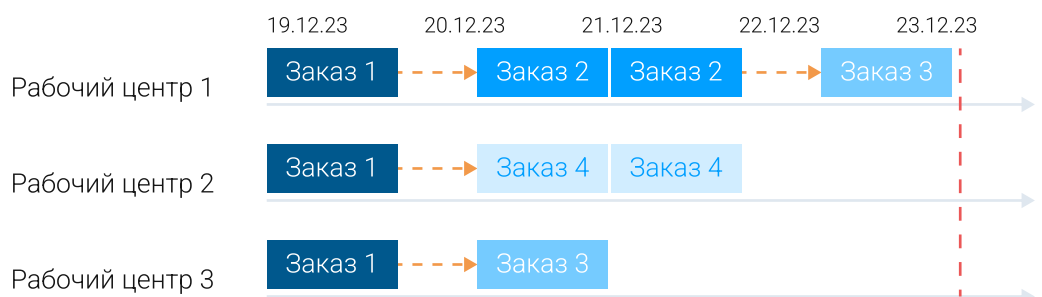 19.12.23 20.12.23 21.12.23 22.12.23 23.12.23
Рабочий центр 1 Заказ 1 Заказ 2 Заказ 2 Заказ 3
Рабочий центр 2 Заказ 1 Заказ 4 Заказ 4
Рабочий центр 3 Заказ 1 Заказ 3